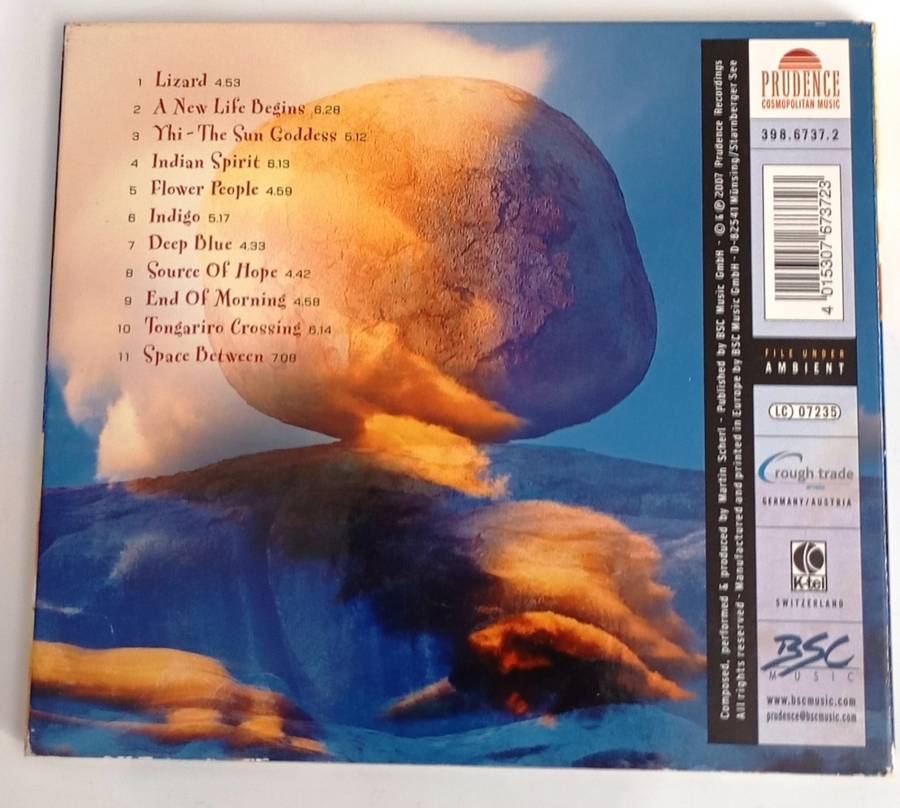 1 Lizard 4.53
2 A New Life Begins 6.28
3 Yhi - The Sun Goddess 6.12
4 Indian Spirit 6.13
5 Flower People 4.59
6 Indigo 5.17
7 Deep Blue 4.33
8 Source Of Hope 4.42
9 End Of Morning 4.58
10 Tongariro Crossing 6.14
11 Space Between 7.08
Composed, performed & produced by Martin Scherl - Published by BSC Music GmbH - © & ℗ 2007 Prudence Recordings
All rights reserved - Manufactured and printed in Europe by BSC Music GmbH - D-82541 Münsing/Starnberger See
PRUDENCE
COSMOPOLITAN MUSIC
398.6737.2
4 015307 673723
FILE UNDER
AMBIENT
LC 07235
rough trade
GERMANY/AUSTRIA
K-tel
SWITZERLAND
BSC
MUSIC
www.bscmusic.com
prudence@bscmusic.com